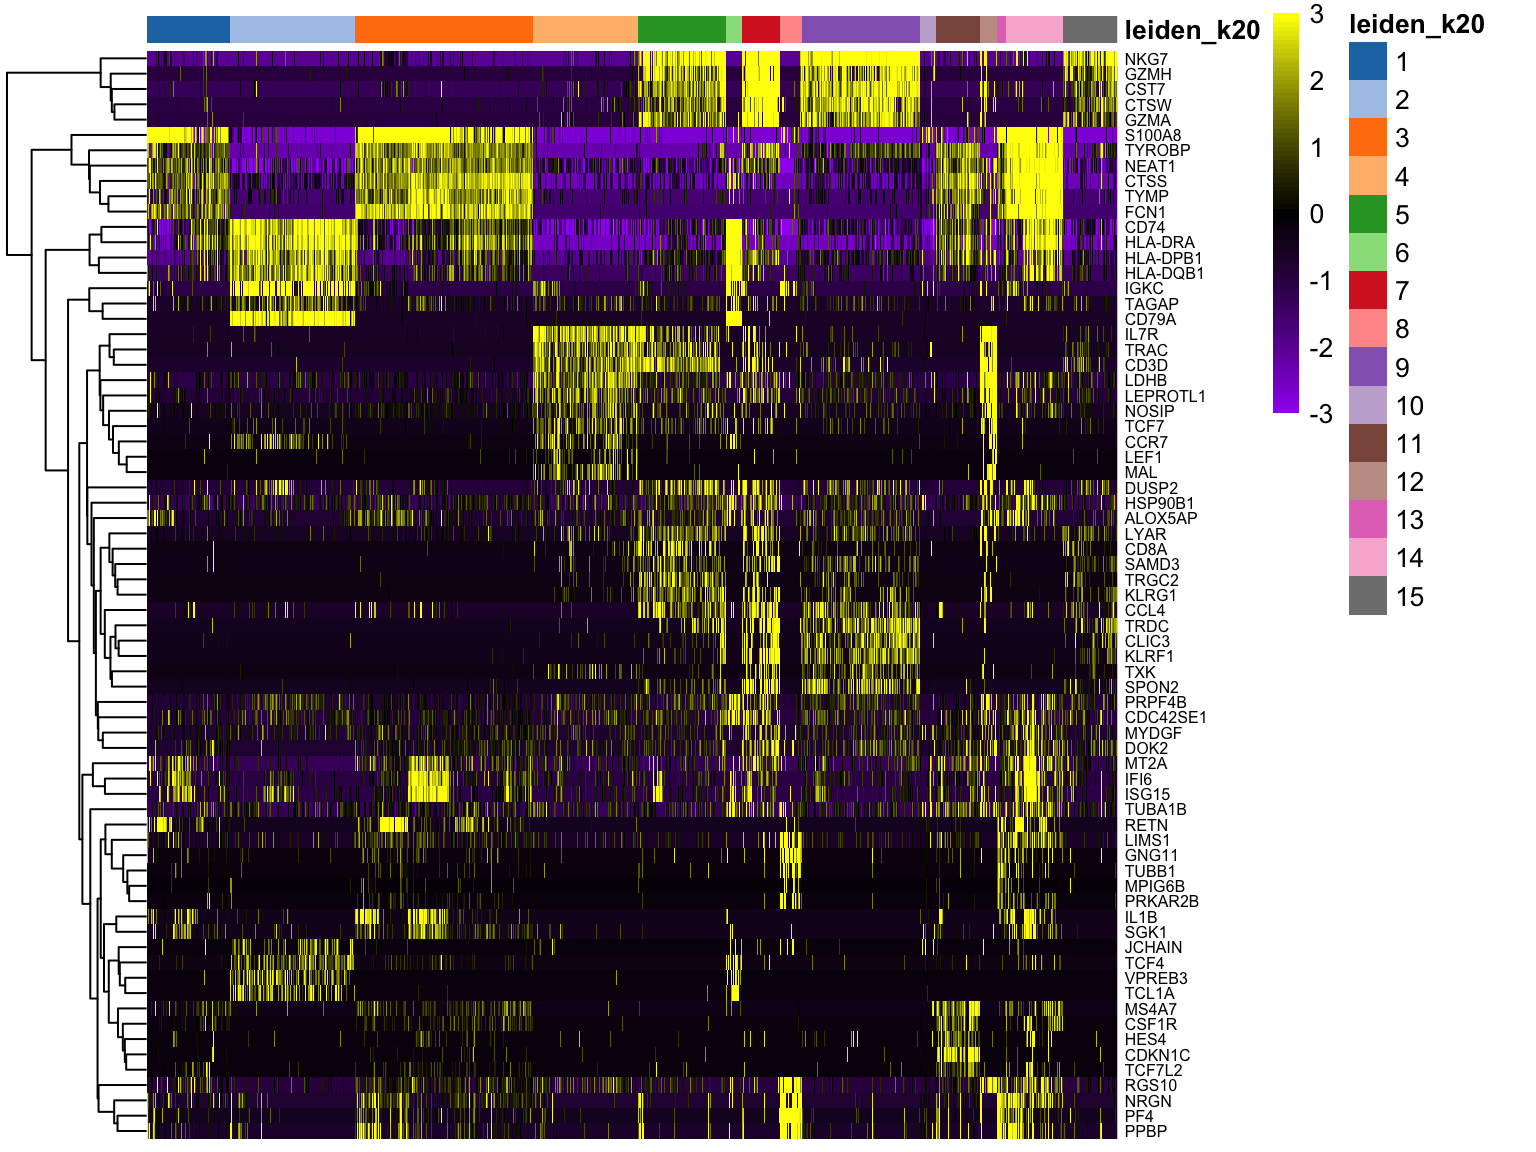 leiden_k20
NKG7
GZMH
CST7
CTSW
GZMA
S100A8
TYROBP
NEAT1
CTSS
TYMP
FCN1
CD74
HLA-DRA
HLA-DPB1
HLA-DQB1
IGKC
TAGAP
CD79A
IL7R
TRAC
CD3D
LDHB
LEPROTL1
NOSIP
TCF7
CCR7
LEF1
MAL
DUSP2
HSP90B1
ALOX5AP
LYAR
CD8A
SAMD3
TRGC2
KLRG1
CCL4
TRDC
CLIC3
KLRF1
TXK
SPON2
PRPF4B
CDC42SE1
MYDGF
DOK2
MT2A
IFI6
ISG15
TUBA1B
RETN
LIMS1
GNG11
TUBB1
MPIG6B
PRKAR2B
IL1B
SGK1
JCHAIN
TCF4
VPREB3
TCL1A
MS4A7
CSF1R
HES4
CDKN1C
TCF7L2
RGS10
NRGN
PF4
PPBP
3
2
1
0
-1
-2
-3
leiden_k20
1
2
3
4
5
6
7
8
9
10
11
12
13
14
15